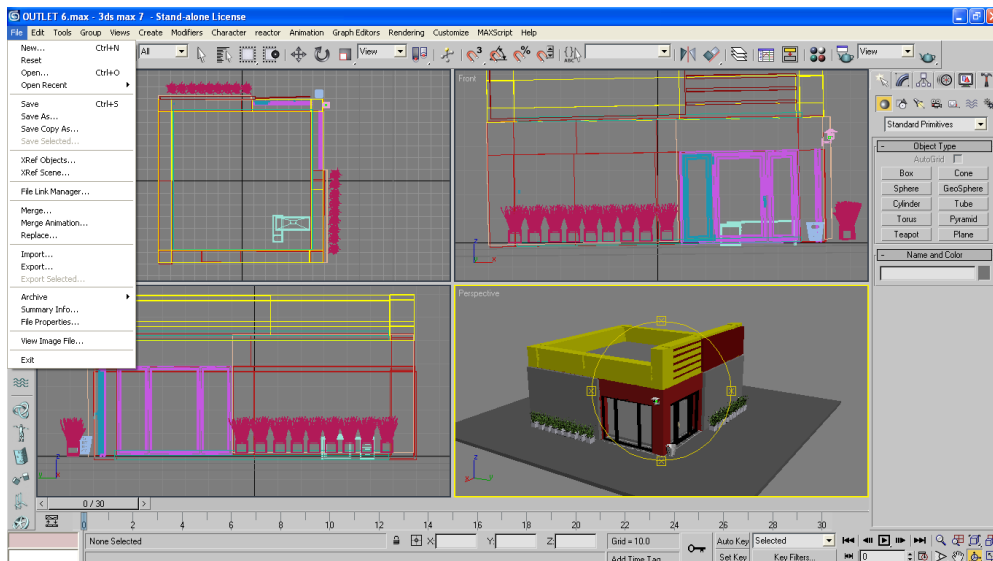 OUTLET 6.max - 3ds max 7 - Stand-alone License
File Edit Tools Group Views Create Modifiers Character reactor Animation Graph Editors Rendering Customize MAXScript Help
New... Ctrl+N
Reset
Open... Ctrl+O
Open Recent
Save Ctrl+S
Save As...
Save Copy As...
Save Selected...
XRef Objects...
XRef Scene...
File Link Manager...
Merge...
Merge Animation...
Replace...
Import...
Export...
Export Selected...
Archive
Summary Info...
File Properties...
View Image File...
Exit
All
View
View
Front
Perspective
Standard Primitives
- Object Type
AutoGrid
Box Cone
Sphere GeoSphere
Cylinder Tube
Torus Pyramid
Teapot Plane
- Name and Color
< 0 / 30 >
0 2 4 6 8 10 12 14 16 18 20 22 24 26 28 30
None Selected X: Y: Z: Grid = 10.0 Auto Key Selected
Add Time Tag Set Key Key Filters... 0